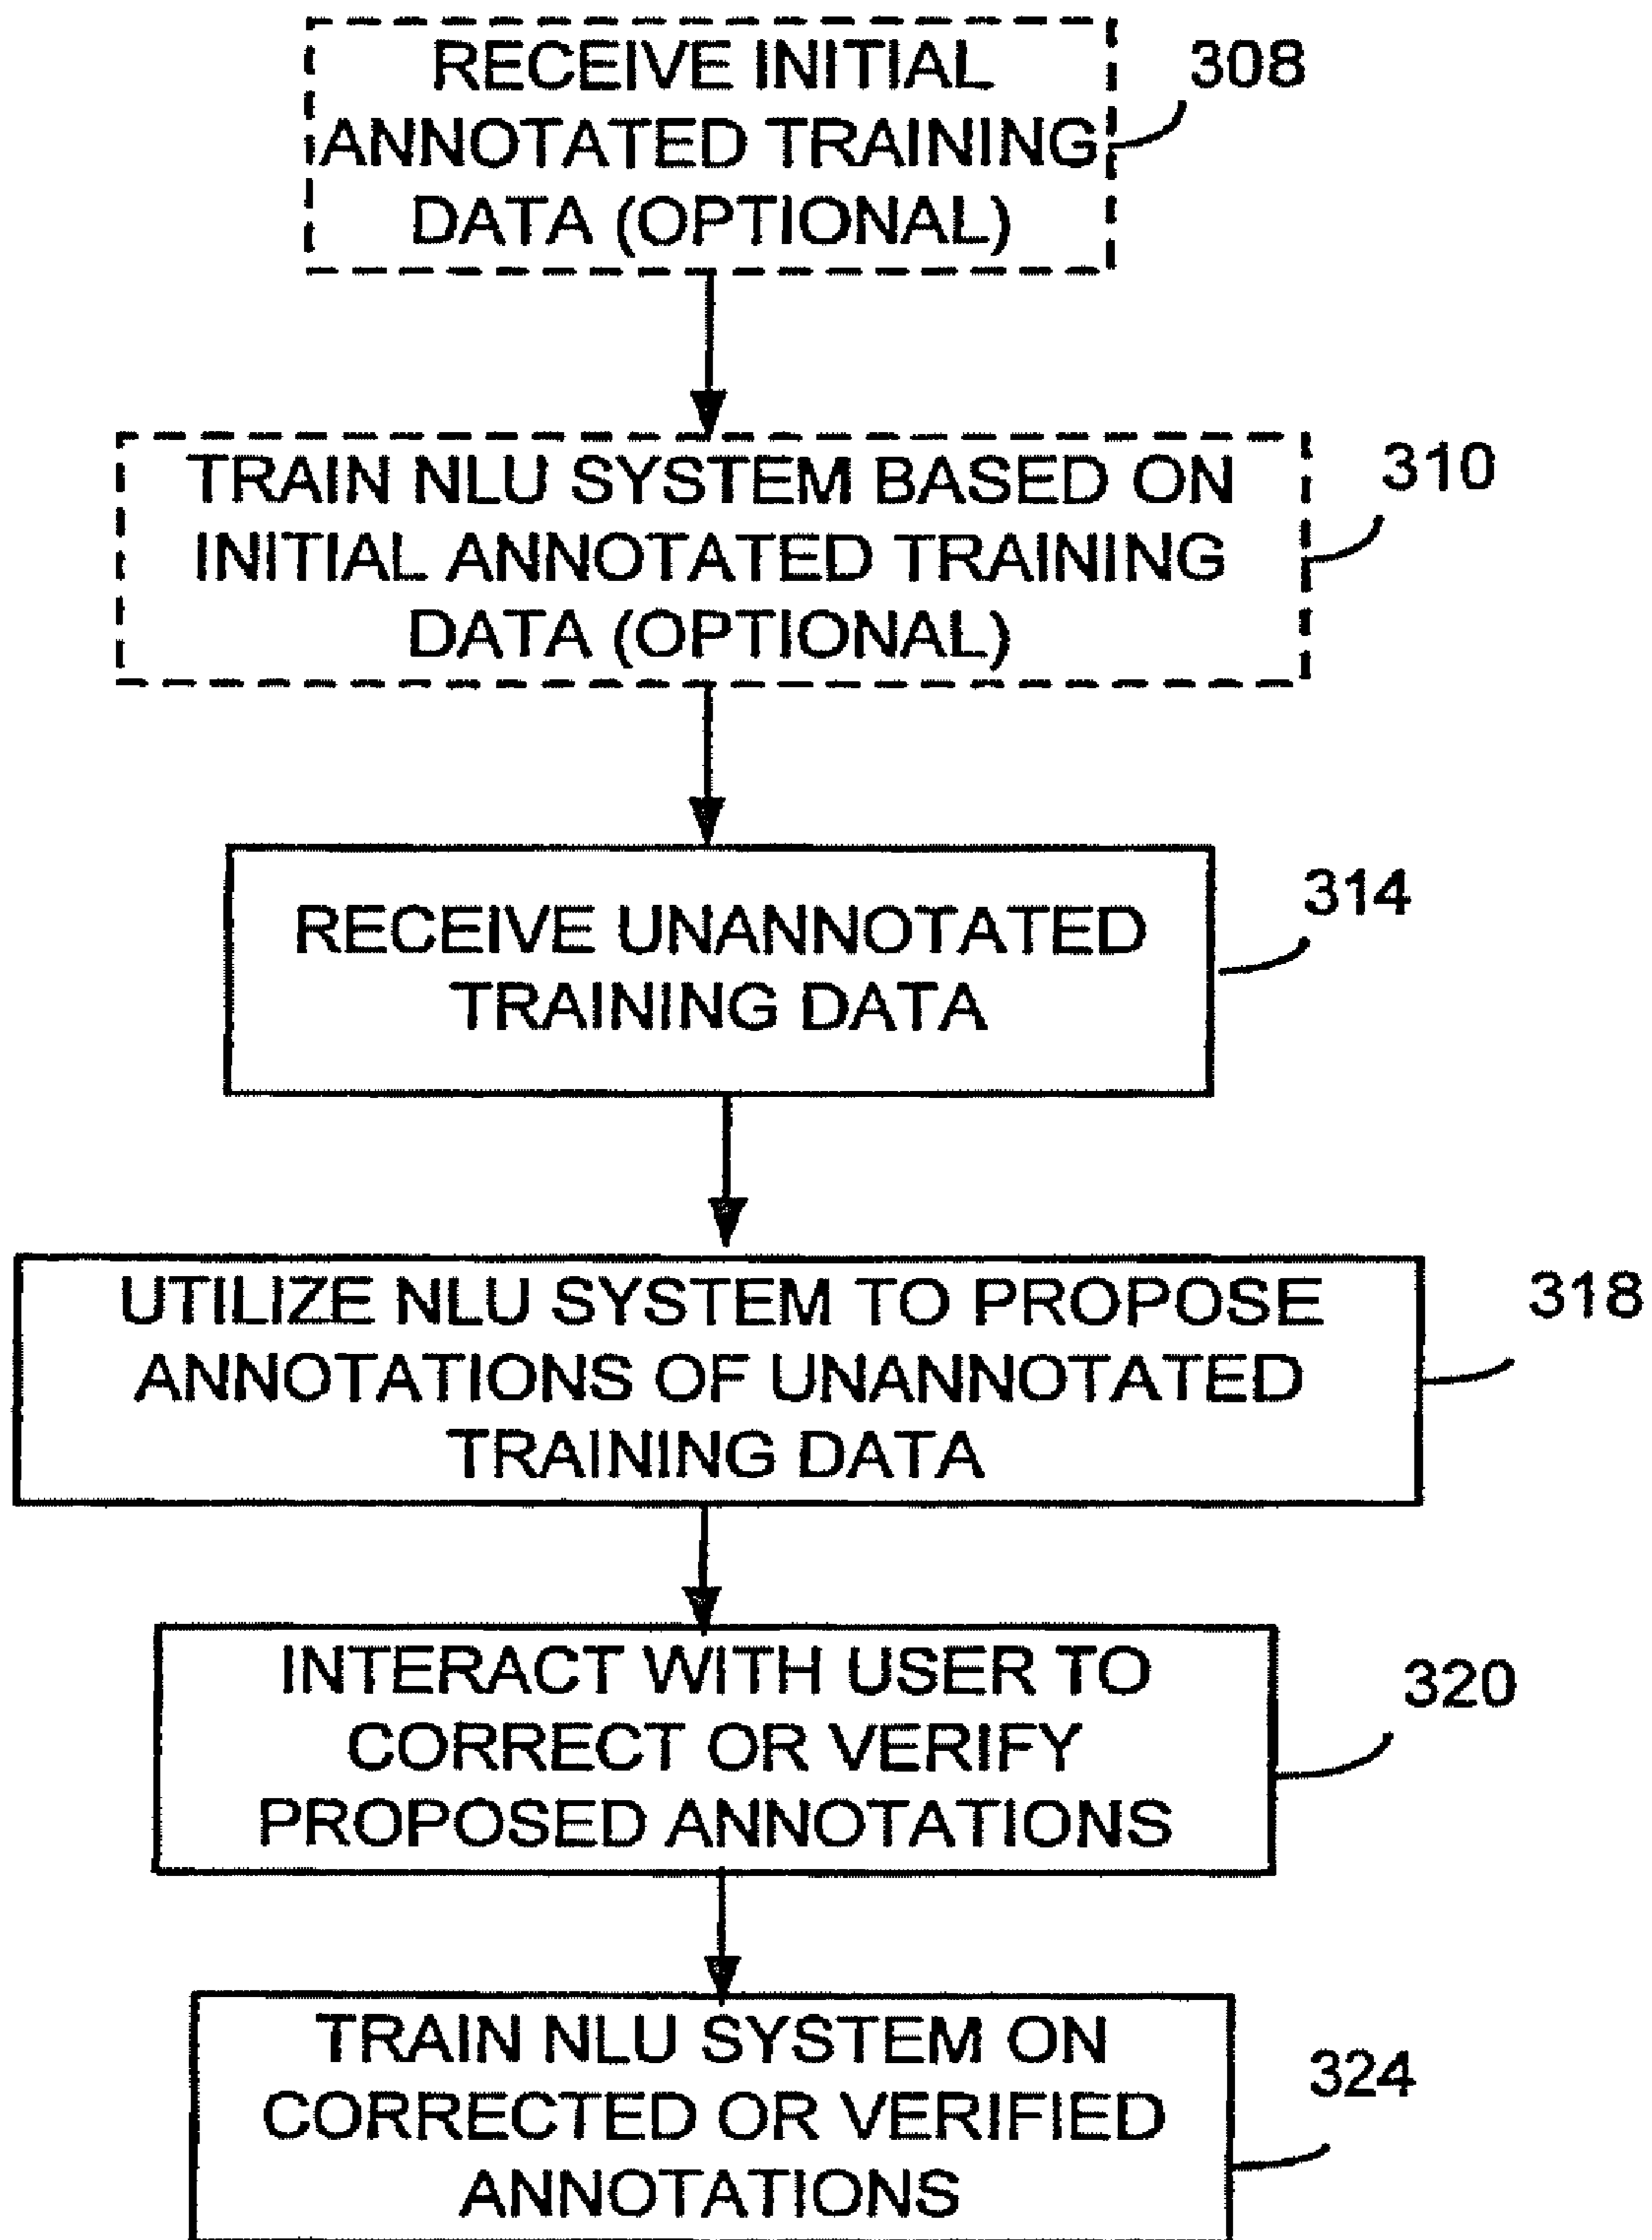 RECEIVE INITIAL
ANNOTATED TRAINING
DATA (OPTIONAL)
308
TRAIN NLU SYSTEM BASED ON
INITIAL ANNOTATED TRAINING
DATA (OPTIONAL)
310
RECEIVE UNANNOTATED
TRAINING DATA
314
UTILIZE NLU SYSTEM TO PROPOSE
ANNOTATIONS OF UNANNOTATED
TRAINING DATA
318
INTERACT WITH USER TO
CORRECT OR VERIFY
PROPOSED ANNOTATIONS
320
TRAIN NLU SYSTEM ON
CORRECTED OR VERIFIED
ANNOTATIONS
324